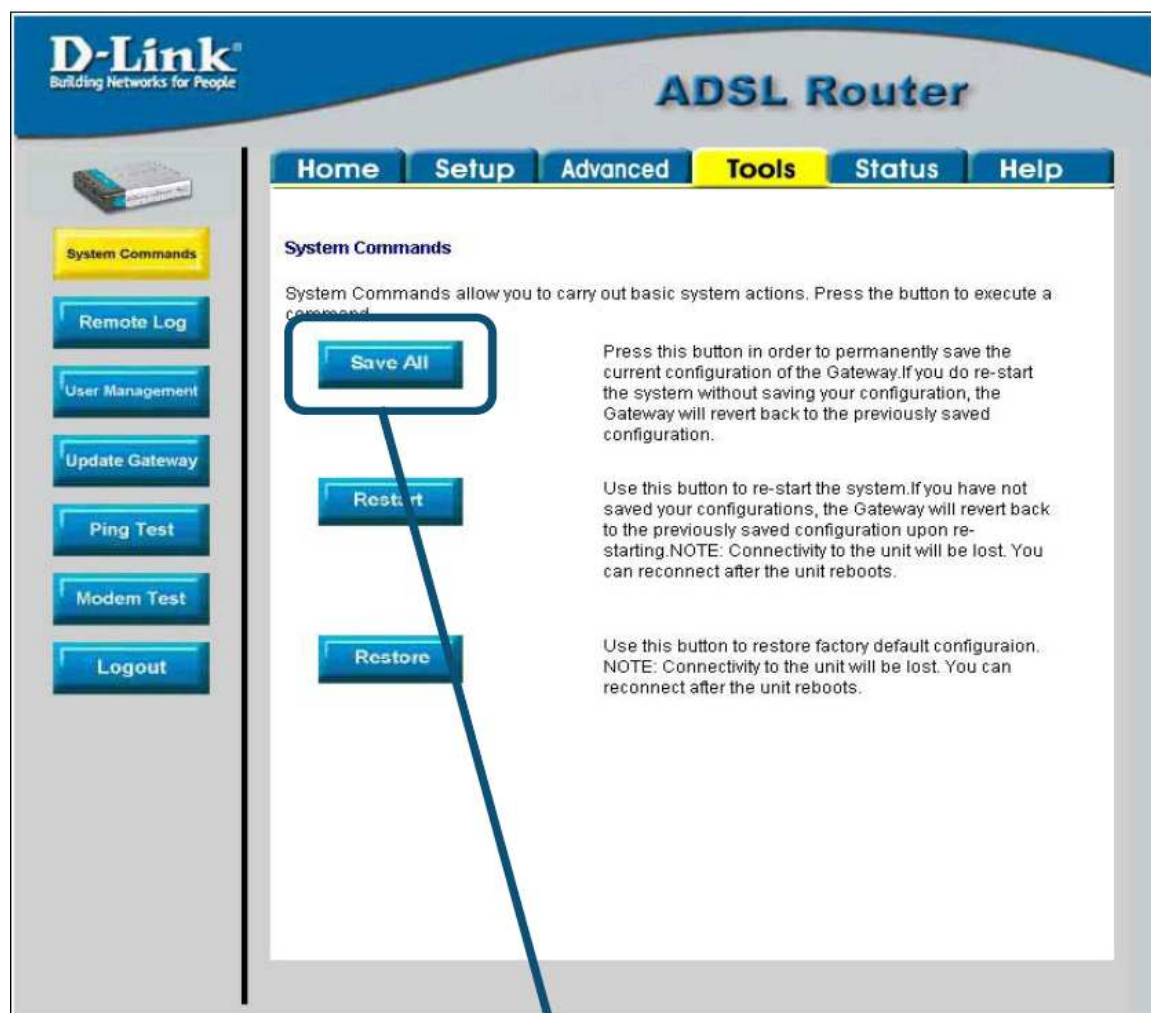 D-Link®
Building Networks for People
ADSL Router
Home
Setup
Advanced
Tools
Status
Help
System Commands
Remote Log
User Management
Update Gateway
Ping Test
Modem Test
Logout
System Commands
System Commands allow you to carry out basic system actions. Press the button to execute a
command
Save All
Press this button in order to permanently save the
current configuration of the Gateway.If you do re-start
the system without saving your configuration, the
Gateway will revert back to the previously saved
configuration.
Restart
Use this button to re-start the system.If you have not
saved your configurations, the Gateway will revert back
to the previously saved configuration upon re-
starting.NOTE: Connectivity to the unit will be lost. You
can reconnect after the unit reboots.
Restore
Use this button to restore factory default configuraion.
NOTE: Connectivity to the unit will be lost. You can
reconnect after the unit reboots.